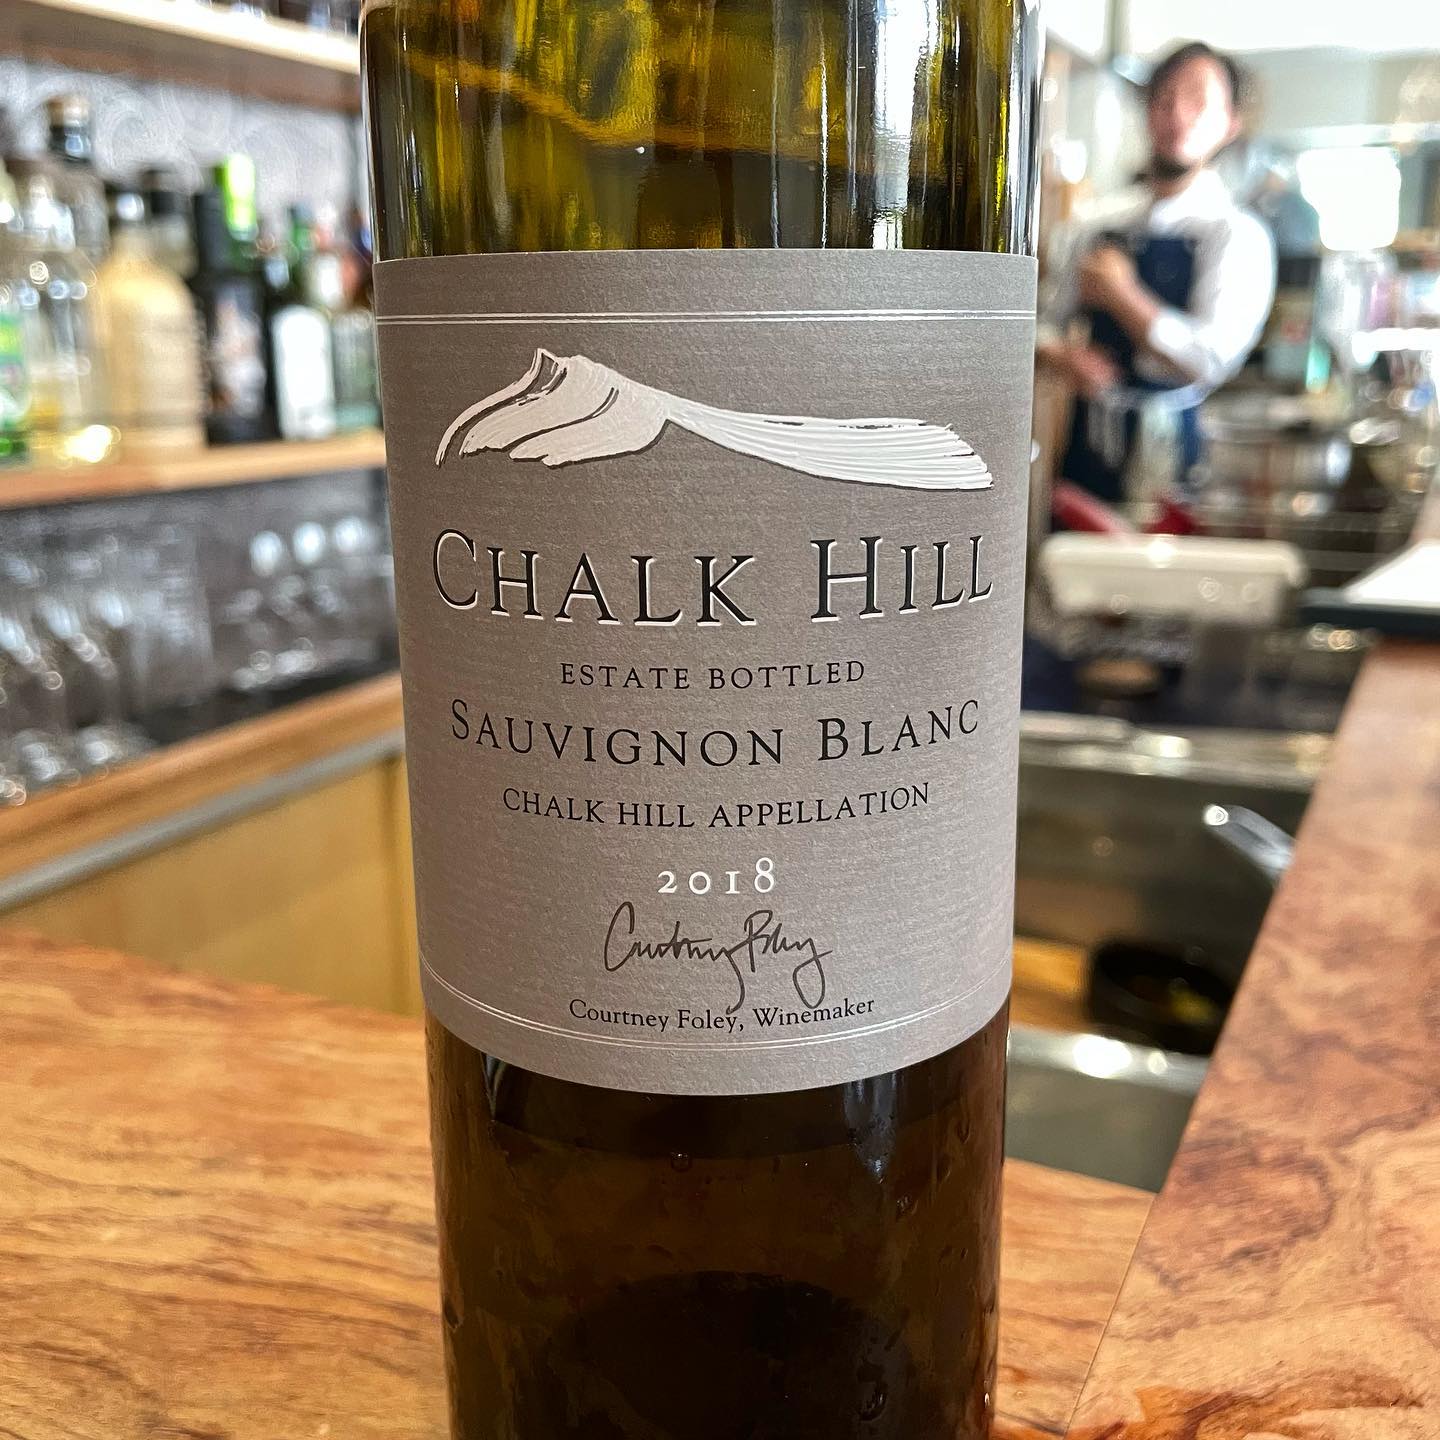 CHALK HILL
ESTATE BOTTLED
SAUVIGNON BLANC
CHALK HILL APPELLATION
2018
Courtney Foley
Courtney Foley, Winemaker